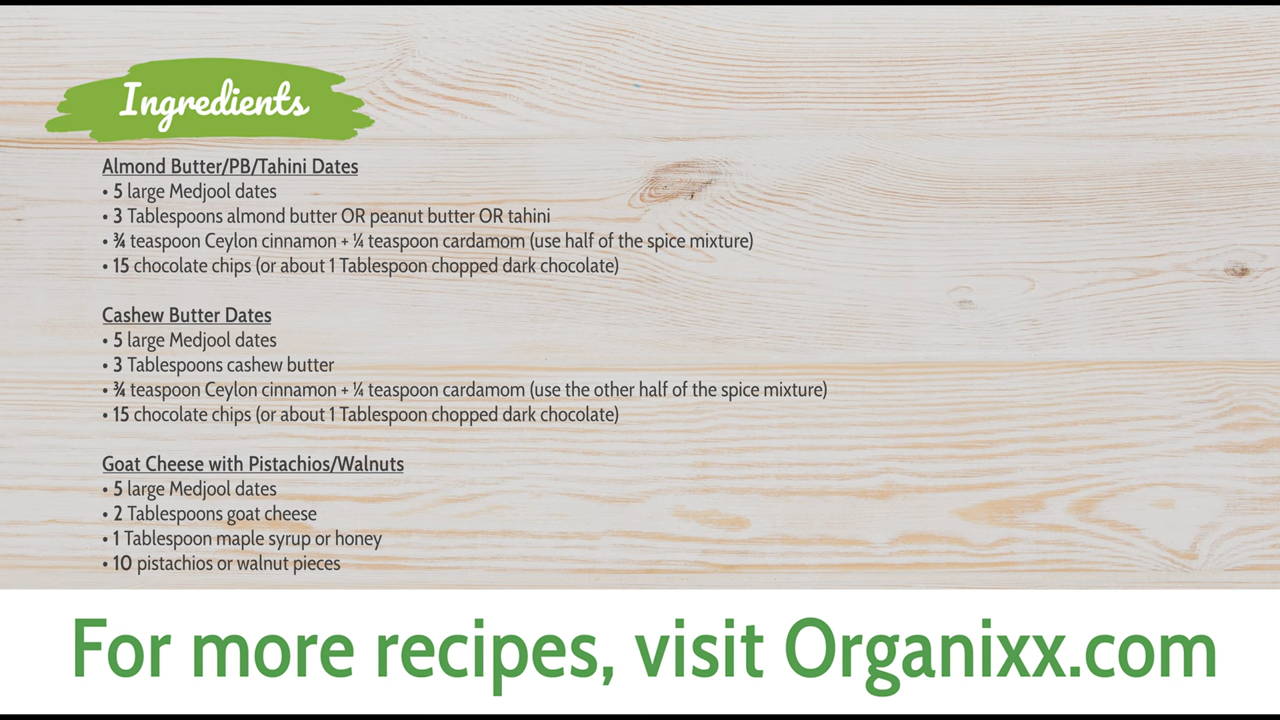 Ingredients
Almond Butter/PB/Tahini Dates
• 5 large Medjool dates
• 3 Tablespoons almond butter OR peanut butter OR tahini
• ¾ teaspoon Ceylon cinnamon + ¼ teaspoon cardamom (use half of the spice mixture)
• 15 chocolate chips (or about 1 Tablespoon chopped dark chocolate)
Cashew Butter Dates
• 5 large Medjool dates
• 3 Tablespoons cashew butter
• ¾ teaspoon Ceylon cinnamon + ¼ teaspoon cardamom (use the other half of the spice mixture)
• 15 chocolate chips (or about 1 Tablespoon chopped dark chocolate)
Goat Cheese with Pistachios/Walnuts
• 5 large Medjool dates
• 2 Tablespoons goat cheese
• 1 Tablespoon maple syrup or honey
• 10 pistachios or walnut pieces
For more recipes, visit Organixx.com